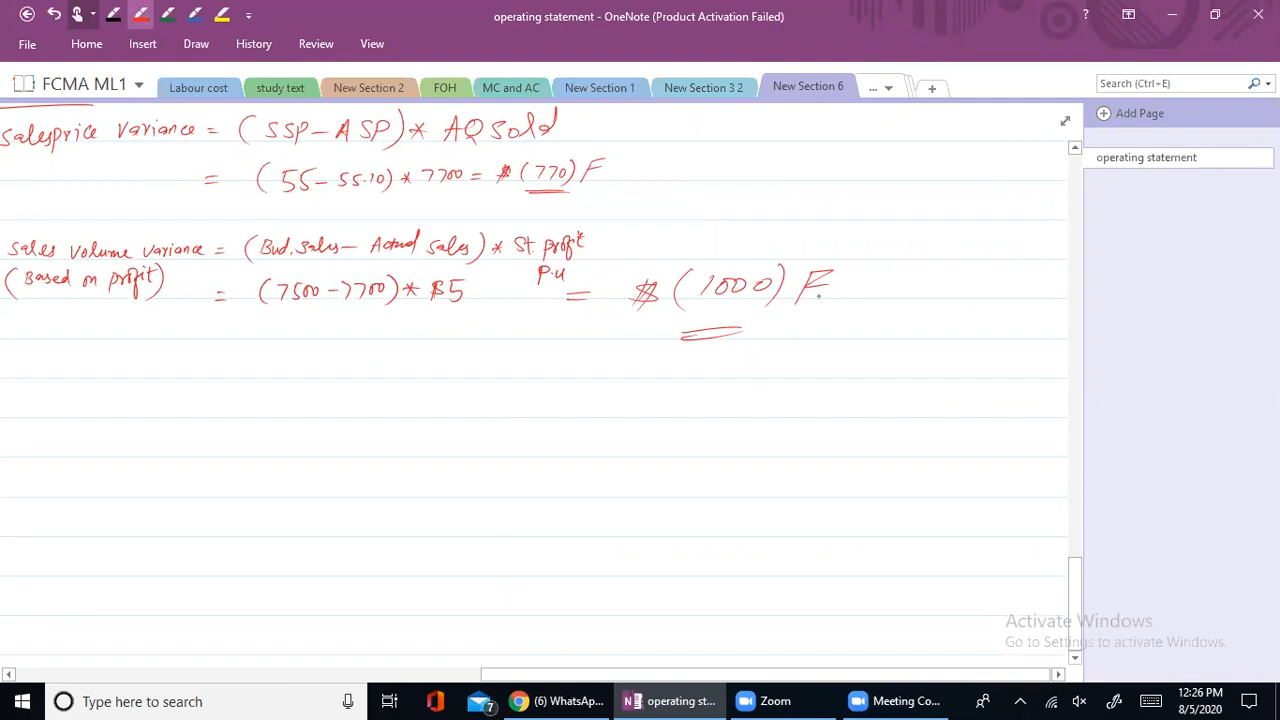 operating statement - OneNote (Product Activation Failed)
?
File Home Insert Draw History Review View
FCMA ML1 Labour cost study text New Section 2 FOH MC and AC New Section 1 New Section 3 2 New Section 6 ...
Search (Ctrl+E)
Add Page
operating statement
Salesprice Variance = (SSP - ASP) * AQ Sold
= (55 - 55.10) * 7700 = $ (770) F
Sales Volume Variance = (Bud. Sales - Actual Sales) * St. profit
(Based on profit) P.u
= (7500 - 7700) * $5 = $ (1000) F
Activate Windows
Go to Settings to activate Windows.
Type here to search
7
(6) WhatsApp...
operating st...
Zoom
Meeting Co...
12:26 PM
8/5/2020